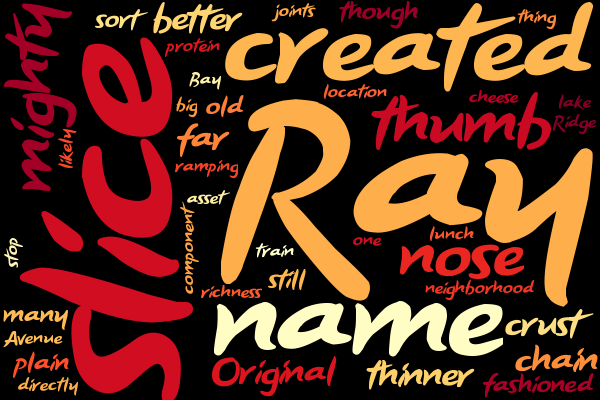 mighty
sort better
joints
though
thing
protein
created
slice
Bay
location
big old
thumb
cheese
lake
Ridge
likely
far
Ray
ramping
asset
component
stop
train
one
lunch
nose
richness
still
neighborhood
many
name
crust
Avenue
plain
Original
thinner
chain
directly
fashioned